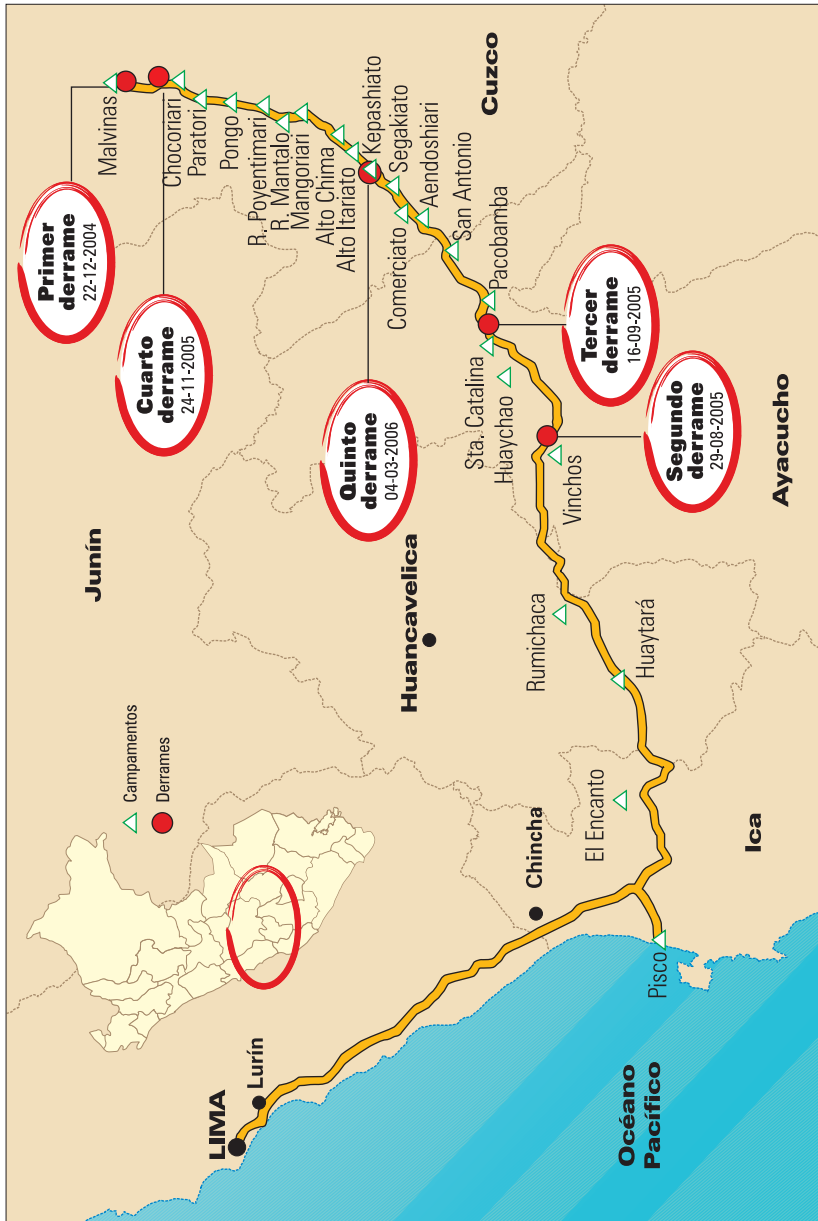 Primer
derrame
22-12-2004
Cuarto
derrame
24-11-2005
Quinto
derrame
04-03-2006
Tercer
derrame
16-09-2005
Segundo
derrame
29-08-2005
Campamentos
Derrames
Junín
Huancavelica
Cuzco
Ayacucho
Ica
Chincha
LIMA
Lurín
Océano
Pacífico
Malvinas
Chocoriari
Paratori
Pongo
R. Poyentimari
R. Mantalo
Mangoriari
Alto Chima
Alto Itariato
Kepashiato
Segakiato
Comerciato
Aendoshiari
San Antonio
Pacobamba
Sta. Catalina
Huaychao
Vinchos
Rumichaca
Huaytará
El Encanto
Pisco